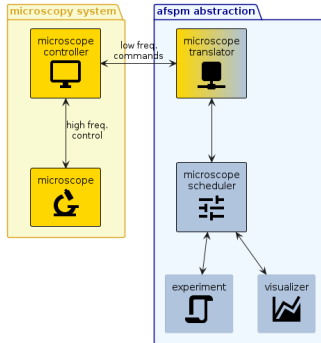 microscopy system
afspm abstraction
microscope
controller
low freq.
commands
microscope
translator
high freq.
control
microscope
microscope
scheduler
experiment
visualizer